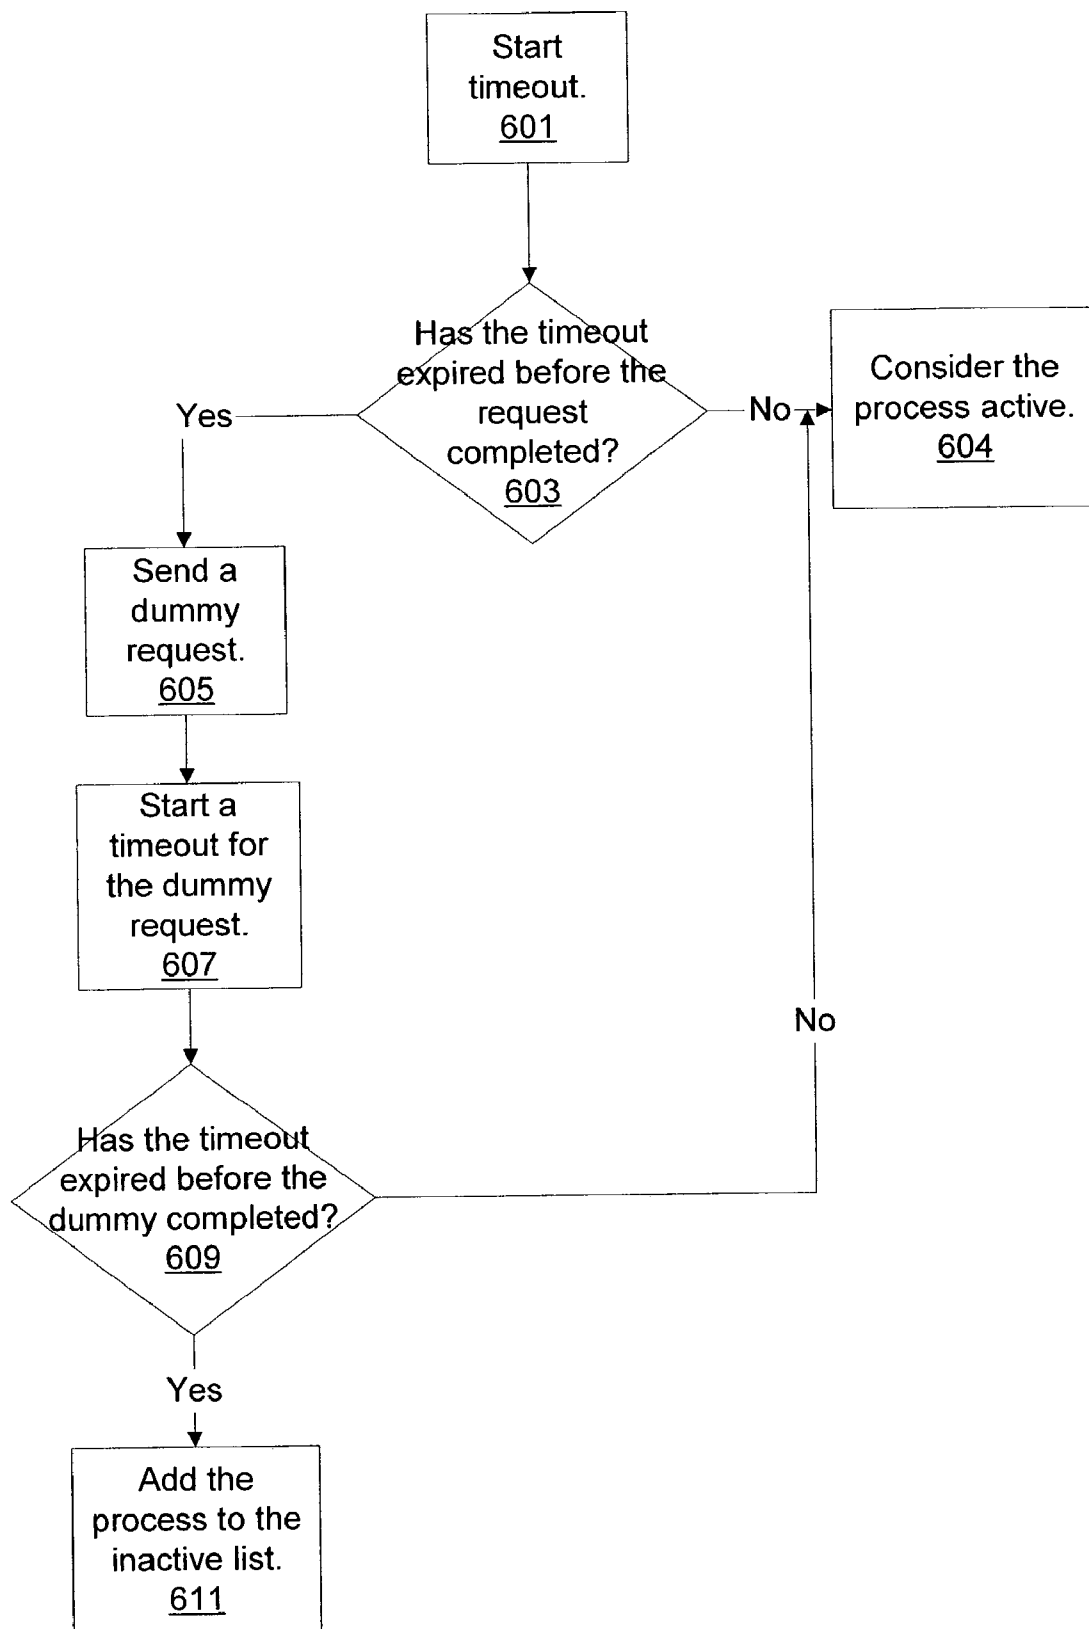 Start
timeout.
601
Has the timeout
expired before the
request
completed?
603
Yes
No
Consider the
process active.
604
Send a
dummy
request.
605
Start a
timeout for
the dummy
request.
607
No
Has the timeout
expired before the
dummy completed?
609
Yes
Add the
process to the
inactive list.
611